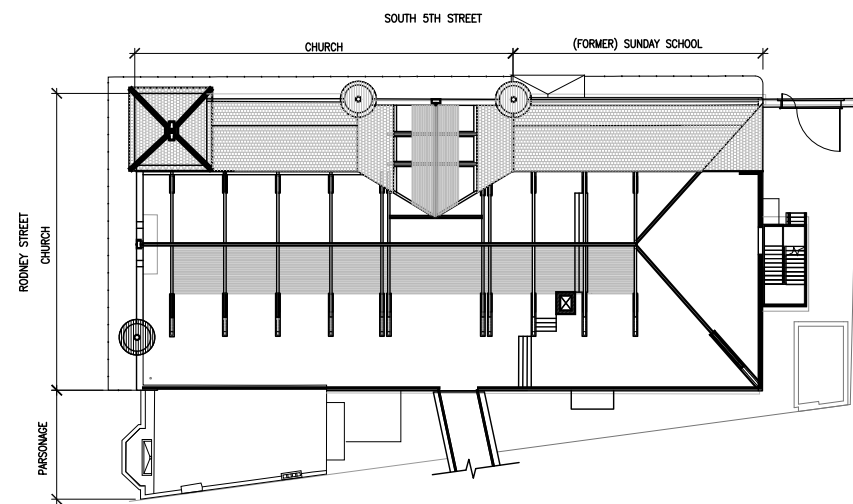 SOUTH 5TH STREET
CHURCH
(FORMER) SUNDAY SCHOOL
RODNEY STREET
CHURCH
PARSONAGE